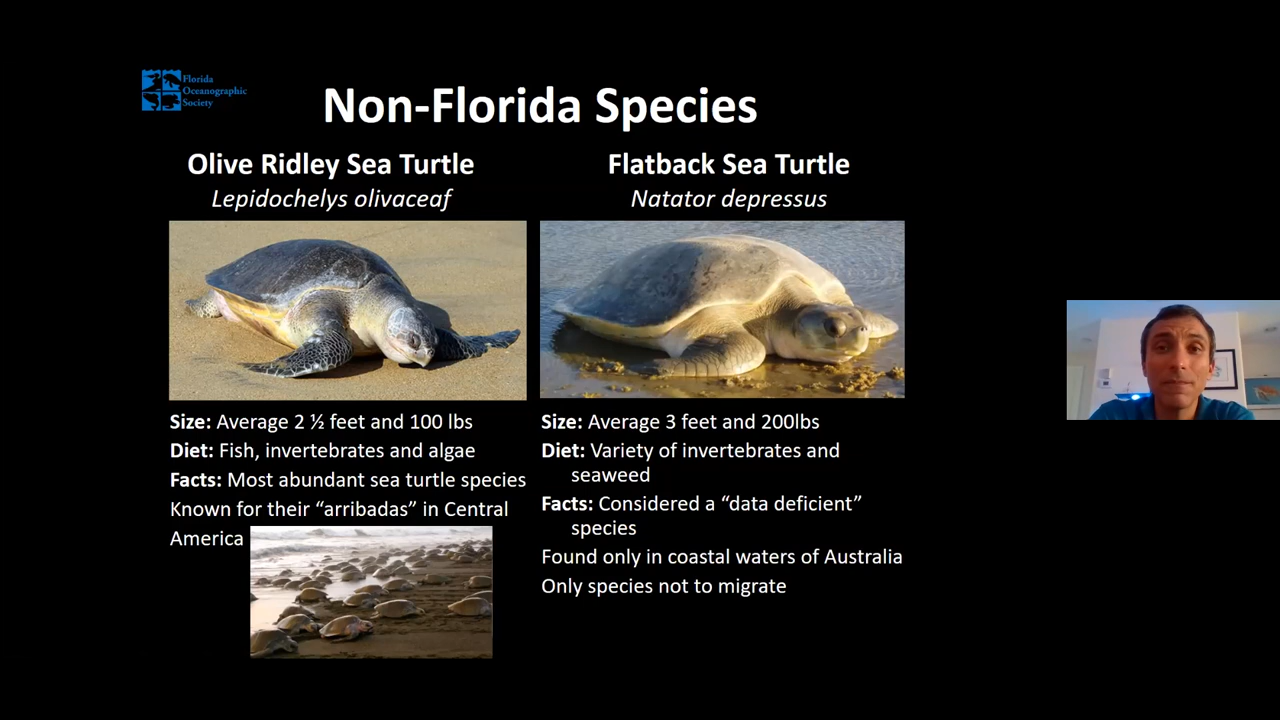 Florida
Oceanographic
Society
Non-Florida Species
Olive Ridley Sea Turtle
Lepidochelys olivaceaf
Size: Average 2 ½ feet and 100 lbs
Diet: Fish, invertebrates and algae
Facts: Most abundant sea turtle species
Known for their “arribadas” in Central
America
Flatback Sea Turtle
Natator depressus
Size: Average 3 feet and 200lbs
Diet: Variety of invertebrates and
seaweed
Facts: Considered a “data deficient”
species
Found only in coastal waters of Australia
Only species not to migrate